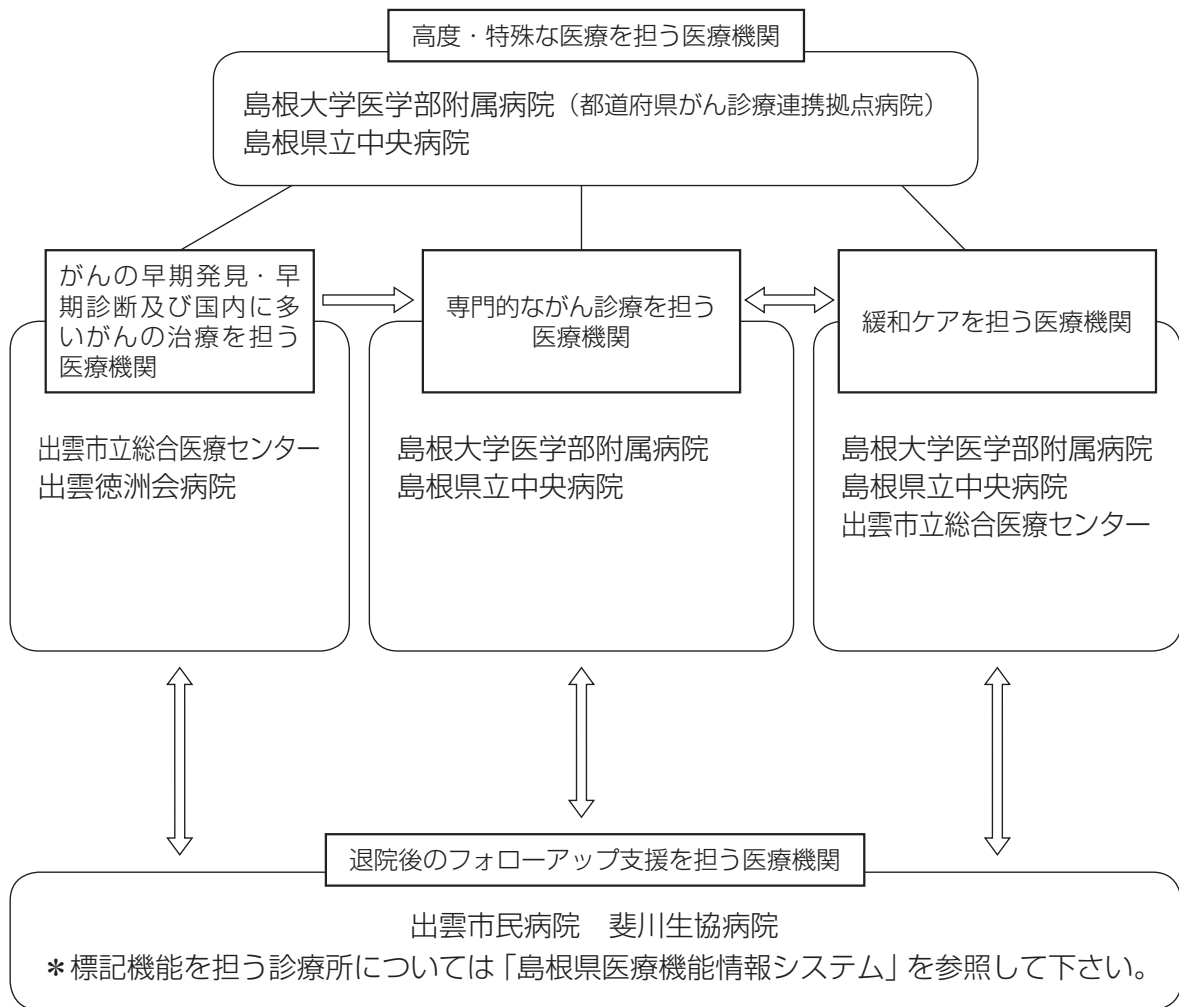 高度・特殊な医療を担う医療機関
島根大学医学部附属病院（都道府県がん診療連携拠点病院）
島根県立中央病院
がんの早期発見・早
期診断及び国内に多
いがんの治療を担う
医療機関
出雲市立総合医療センター
出雲徳洲会病院
専門的ながん診療を担う
医療機関
島根大学医学部附属病院
島根県立中央病院
緩和ケアを担う医療機関
島根大学医学部附属病院
島根県立中央病院
出雲市立総合医療センター
退院後のフォローアップ支援を担う医療機関
出雲市民病院　斐川生協病院
＊標記機能を担う診療所については「島根県医療機能情報システム」を参照して下さい。